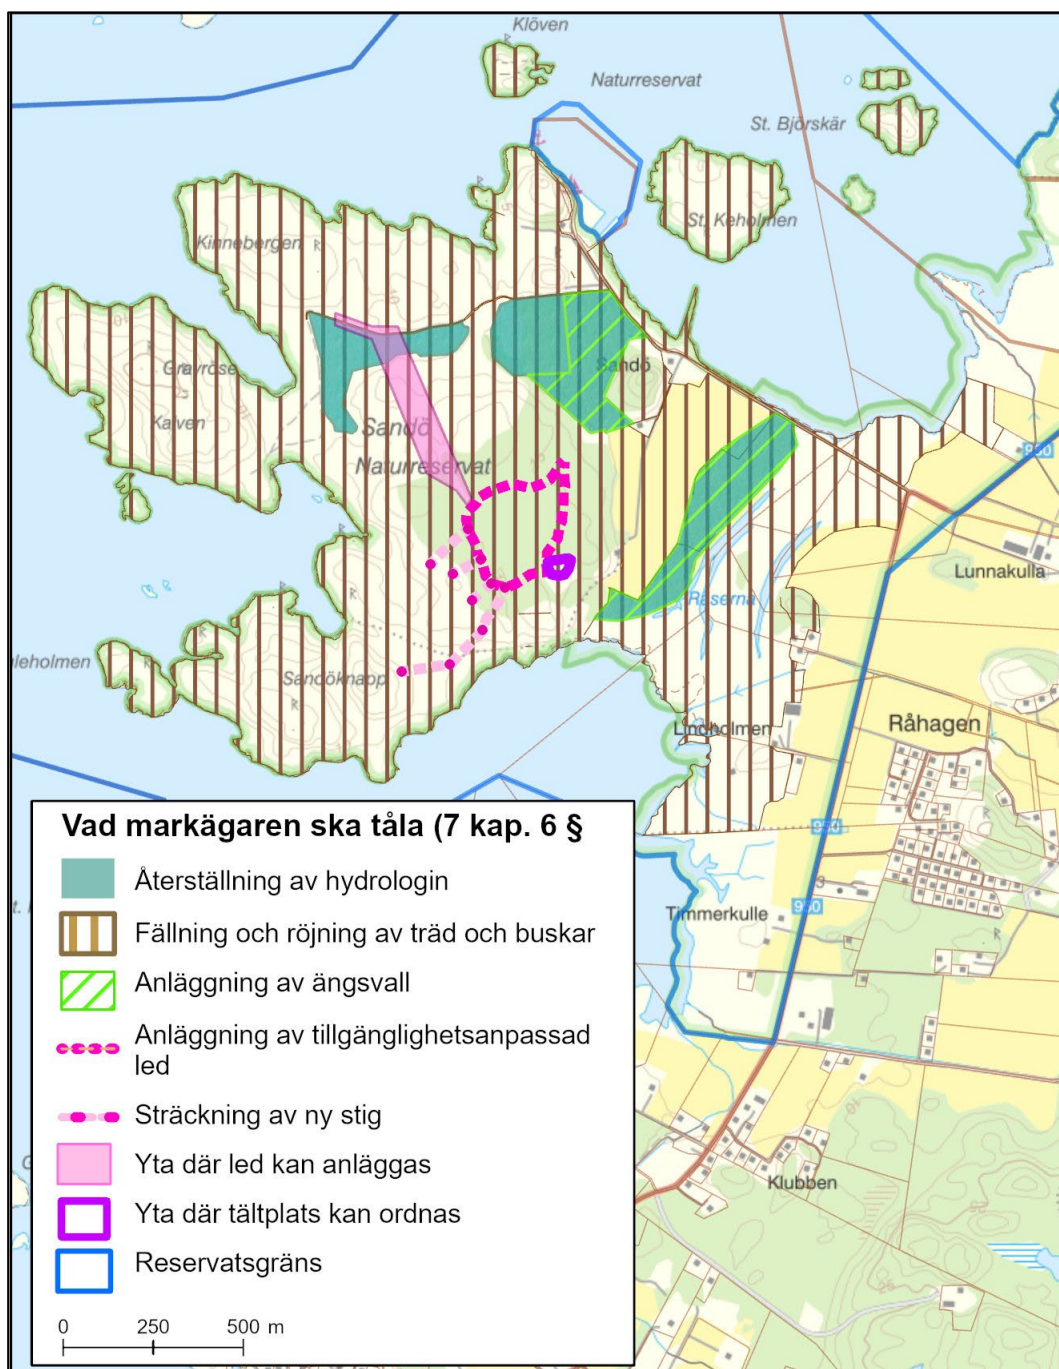 Klöven
Naturreservat
St. Björskär
St. Keholmen
Kinnebergen
R
R
Gravröse
Kalven
Sandö
Sandö
Naturreservat
950
Lunnakulla
Råserna
Sandöknapp
R
R
Lindholmen
Råhagen
950
Timmerkulle
950
Klubben
Vad markägaren ska tåla (7 kap. 6 §
Återställning av hydrologin
Fällning och röjning av träd och buskar
Anläggning av ängsvall
Anläggning av tillgänglighetsanpassad
led
Sträckning av ny stig
Yta där led kan anläggas
Yta där tältplats kan ordnas
Reservatsgräns
0 250 500 m